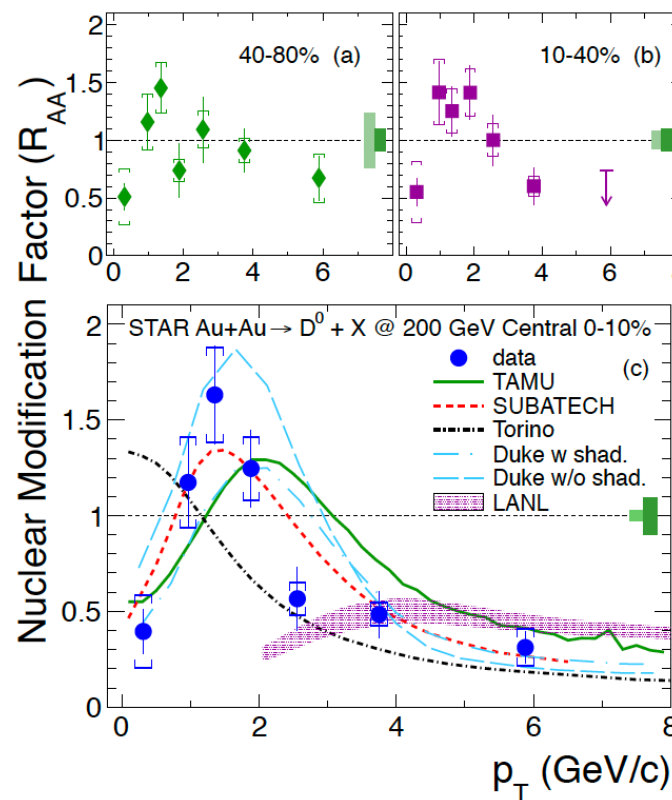 Nuclear Modification Factor (R_AA)
40-80% (a)
10-40% (b)
2
1.5
1
0.5
0
0 2 4 6
0 2 4 6 8
STAR Au+Au → D⁰ + X @ 200 GeV Central 0-10%
(c)
data
TAMU
SUBATECH
Torino
Duke w shad.
Duke w/o shad.
LANL
2
1.5
1
0.5
0
0 2 4 6 8
p_T (GeV/c)